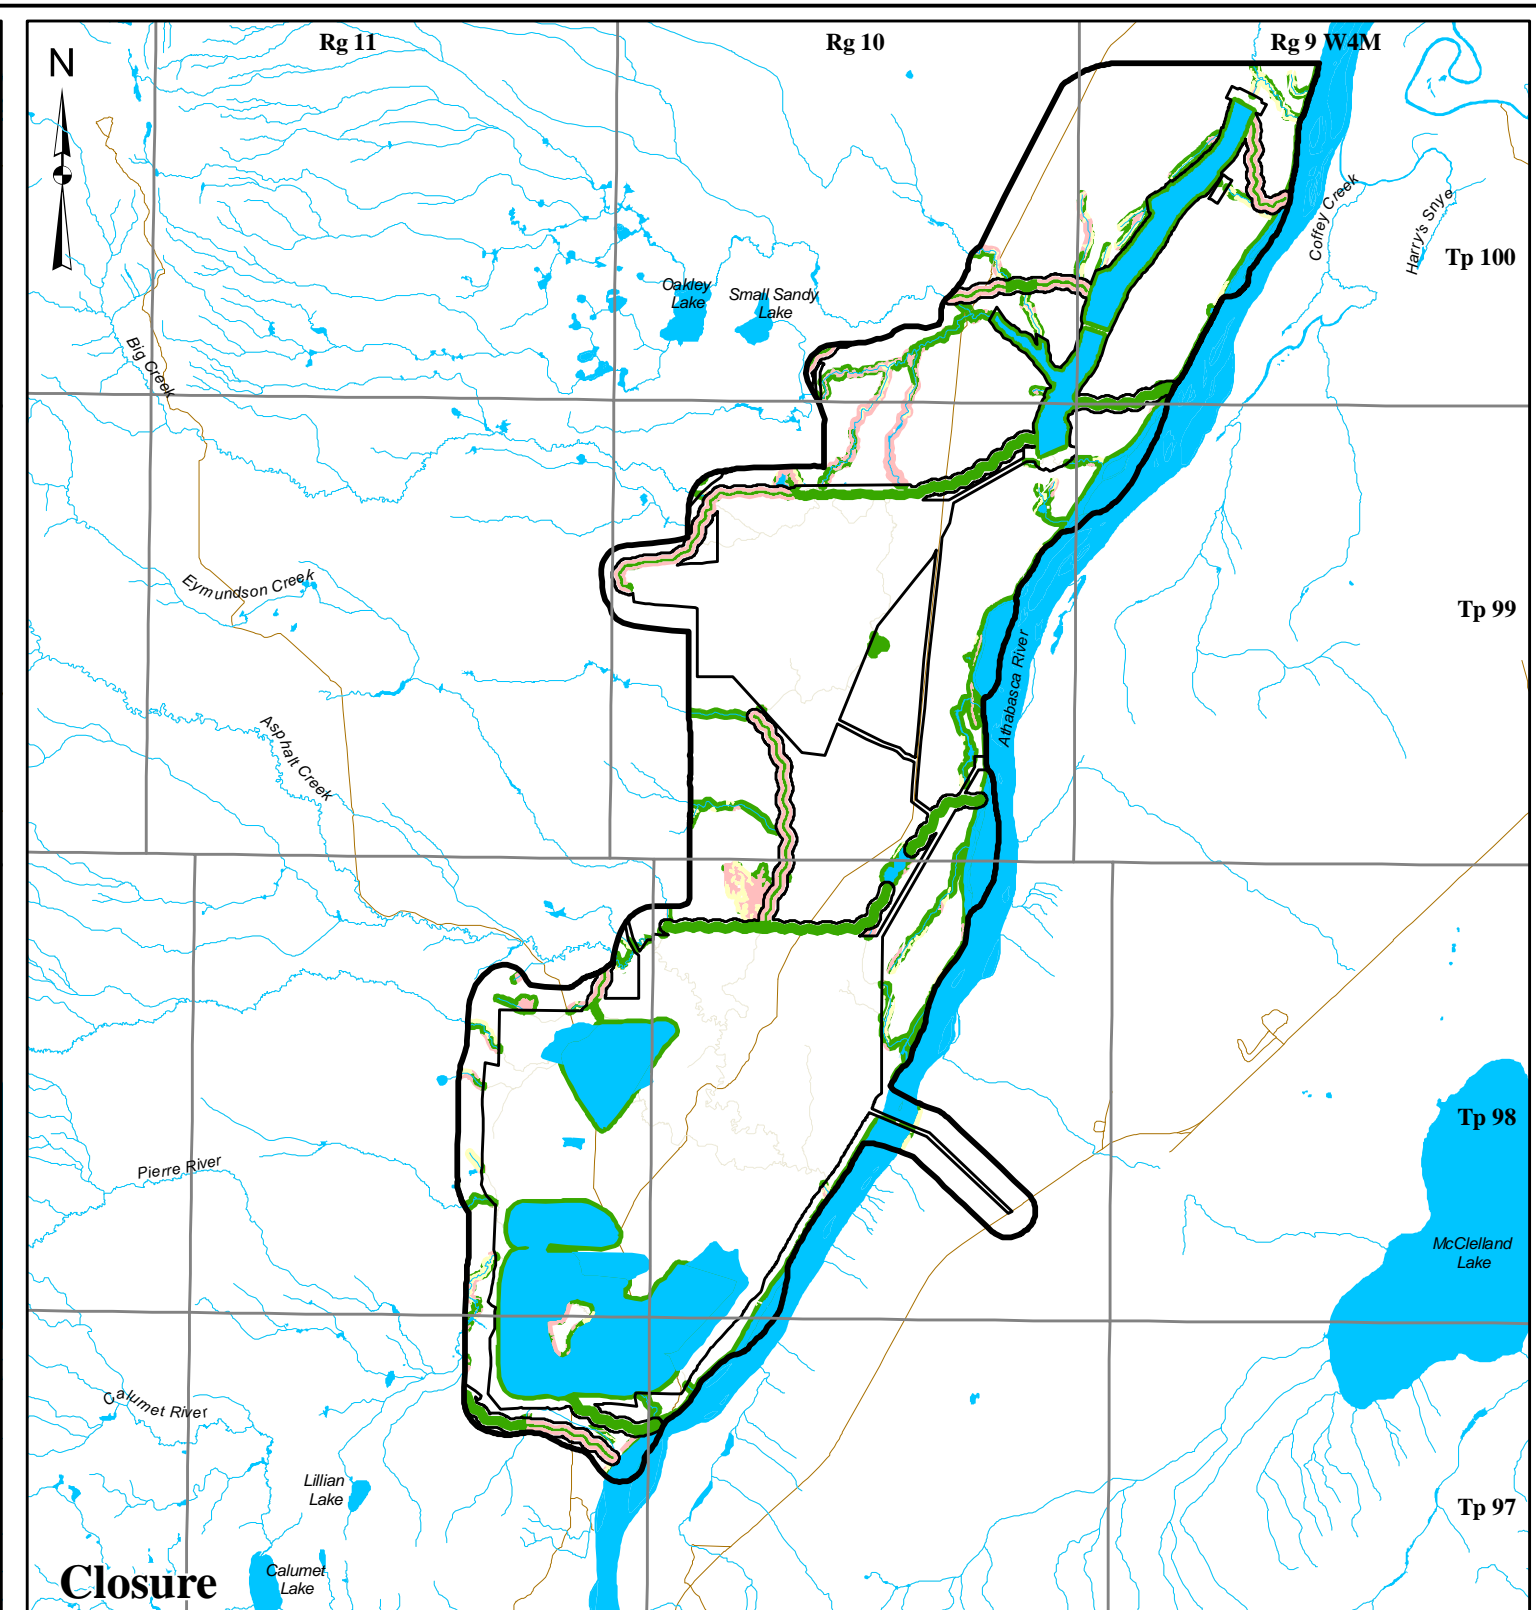 Rg 11
Rg 10
Rg 9 W4M
N
Coffey Creek
Harry's Snye
Tp 100
Oakley
Lake
Small Sandy
Lake
Big Creek
Eymundson Creek
Tp 99
Athabasca River
Asphalt Creek
Tp 98
Pierre River
McClelland
Lake
Calumet River
Lillian
Lake
Tp 97
Closure
Calumet
Lake